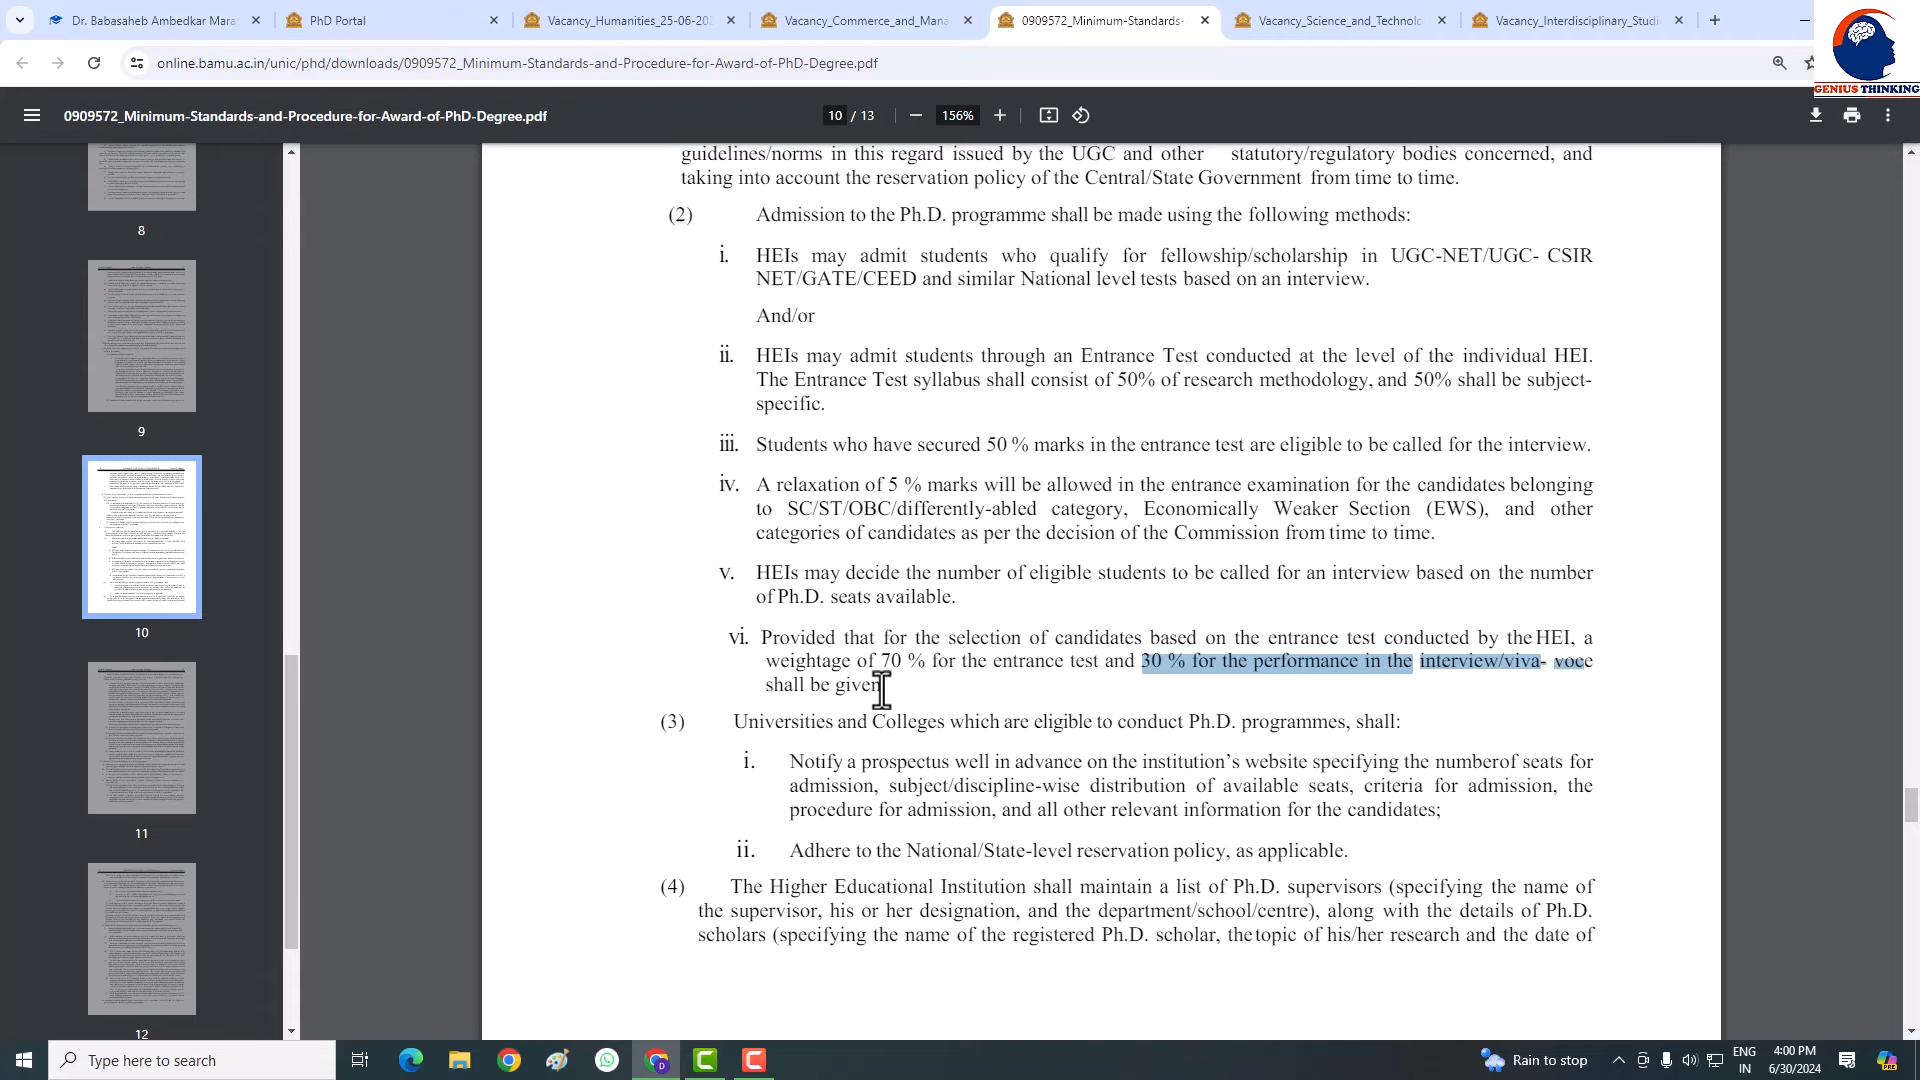 Dr. Babasaheb Ambedkar Mara
PhD Portal
Vacancy_Humanities_25-06-202
Vacancy_Commerce_and_Mana
0909572_Minimum-Standards-
Vacancy_Science_and_Technolo
Vacancy_Interdisciplinary_Studi
online.bamu.ac.in/unic/phd/downloads/0909572_Minimum-Standards-and-Procedure-for-Award-of-PhD-Degree.pdf
GENIUS THINKING
0909572_Minimum-Standards-and-Procedure-for-Award-of-PhD-Degree.pdf
10 / 13
156%
8
9
10
11
12
guidelines/norms in this regard issued by the UGC and other statutory/regulatory bodies concerned, and
taking into account the reservation policy of the Central/State Government from time to time.
(2) Admission to the Ph.D. programme shall be made using the following methods:
i. HEIs may admit students who qualify for fellowship/scholarship in UGC-NET/UGC- CSIR
NET/GATE/CEED and similar National level tests based on an interview.
And/or
ii. HEIs may admit students through an Entrance Test conducted at the level of the individual HEI.
The Entrance Test syllabus shall consist of 50% of research methodology, and 50% shall be subject-
specific.
iii. Students who have secured 50 % marks in the entrance test are eligible to be called for the interview.
iv. A relaxation of 5 % marks will be allowed in the entrance examination for the candidates belonging
to SC/ST/OBC/differently-abled category, Economically Weaker Section (EWS), and other
categories of candidates as per the decision of the Commission from time to time.
v. HEIs may decide the number of eligible students to be called for an interview based on the number
of Ph.D. seats available.
vi. Provided that for the selection of candidates based on the entrance test conducted by the HEI, a
weightage of 70 % for the entrance test and 30 % for the performance in the interview/viva- voce
shall be given
(3) Universities and Colleges which are eligible to conduct Ph.D. programmes, shall:
i. Notify a prospectus well in advance on the institution’s website specifying the numberof seats for
admission, subject/discipline-wise distribution of available seats, criteria for admission, the
procedure for admission, and all other relevant information for the candidates;
ii. Adhere to the National/State-level reservation policy, as applicable.
(4) The Higher Educational Institution shall maintain a list of Ph.D. supervisors (specifying the name of
the supervisor, his or her designation, and the department/school/centre), along with the details of Ph.D.
scholars (specifying the name of the registered Ph.D. scholar, thetopic of his/her research and the date of
Type here to search
Rain to stop
ENG
IN
4:00 PM
6/30/2024